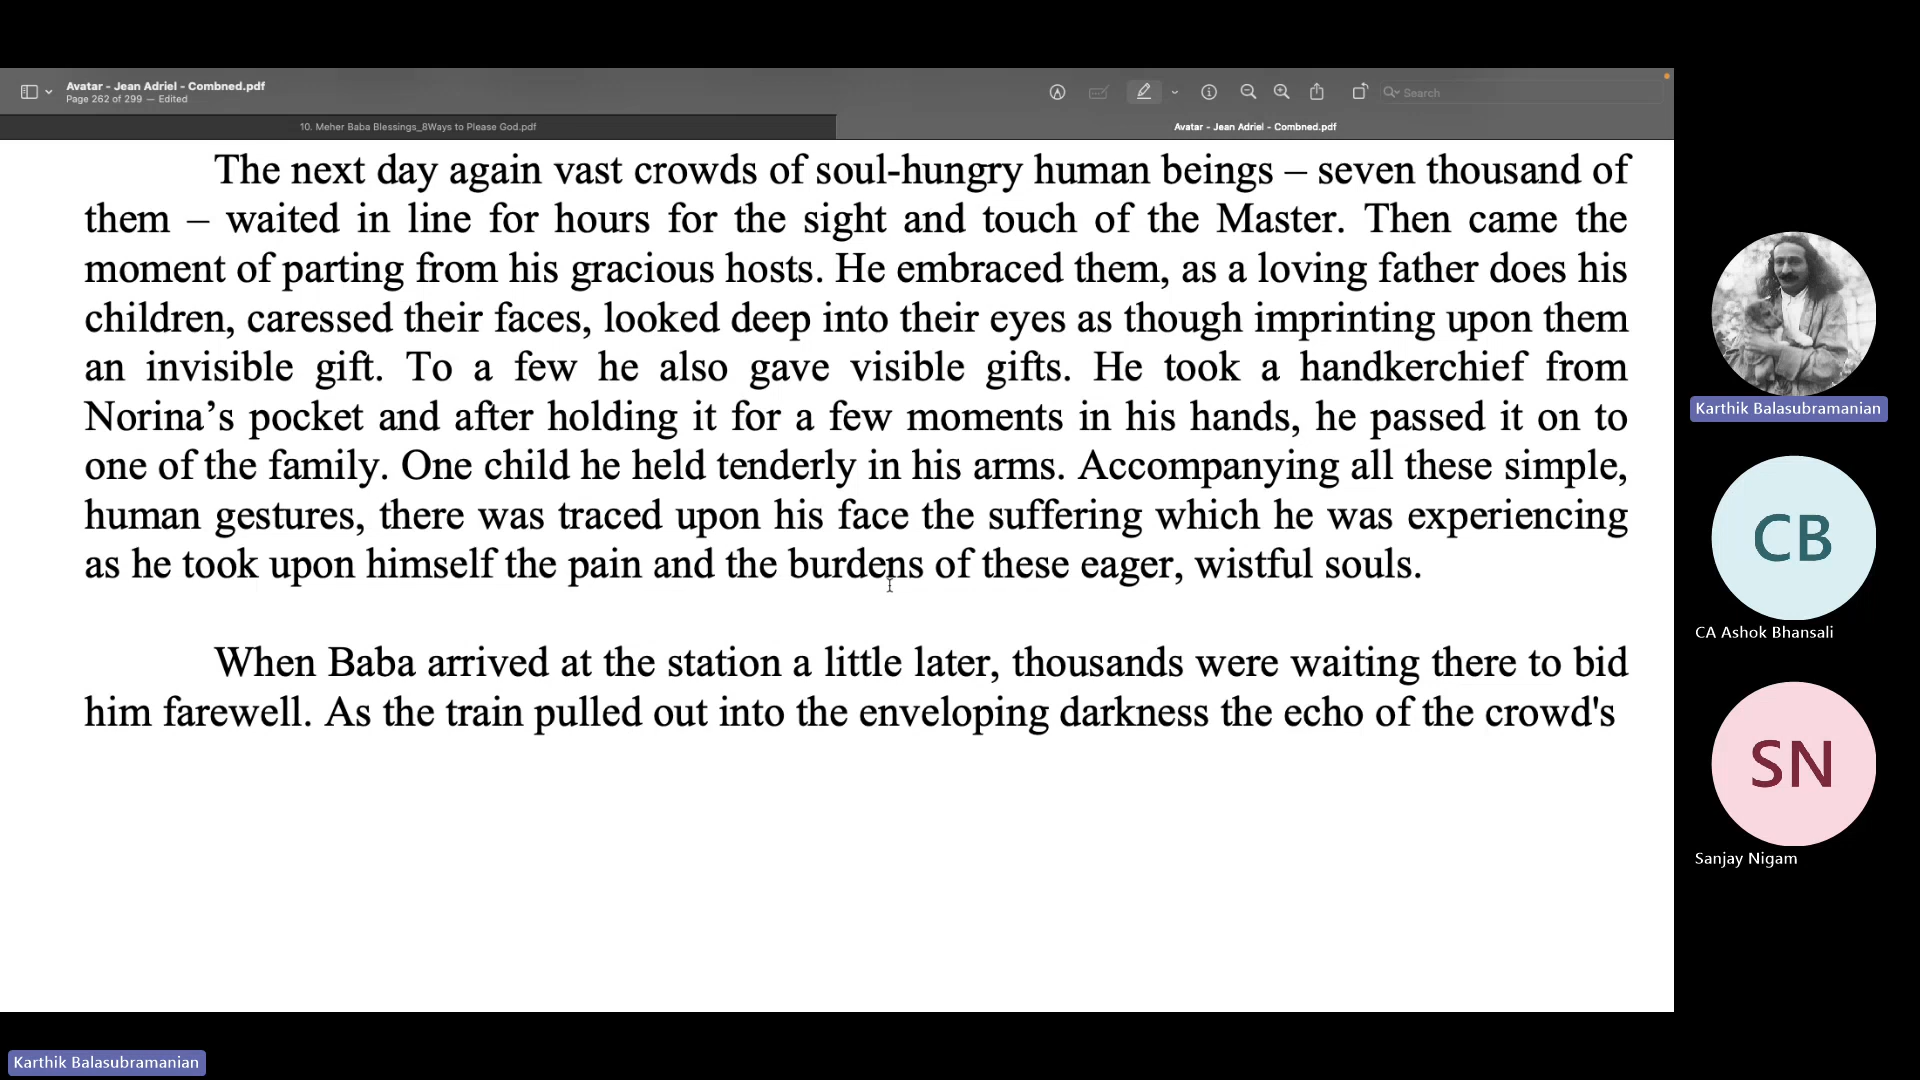 Avatar - Jean Adriel - Combned.pdf
Page 262 of 299 — Edited
Search
10. Meher Baba Blessings_8Ways to Please God.pdf
Avatar - Jean Adriel - Combned.pdf
The next day again vast crowds of soul-hungry human beings – seven thousand of
them – waited in line for hours for the sight and touch of the Master. Then came the
moment of parting from his gracious hosts. He embraced them, as a loving father does his
children, caressed their faces, looked deep into their eyes as though imprinting upon them
an invisible gift. To a few he also gave visible gifts. He took a handkerchief from
Norina’s pocket and after holding it for a few moments in his hands, he passed it on to
one of the family. One child he held tenderly in his arms. Accompanying all these simple,
human gestures, there was traced upon his face the suffering which he was experiencing
as he took upon himself the pain and the burdens of these eager, wistful souls.
When Baba arrived at the station a little later, thousands were waiting there to bid
him farewell. As the train pulled out into the enveloping darkness the echo of the crowd's
Karthik Balasubramanian
CB
CA Ashok Bhansali
SN
Sanjay Nigam
Karthik Balasubramanian